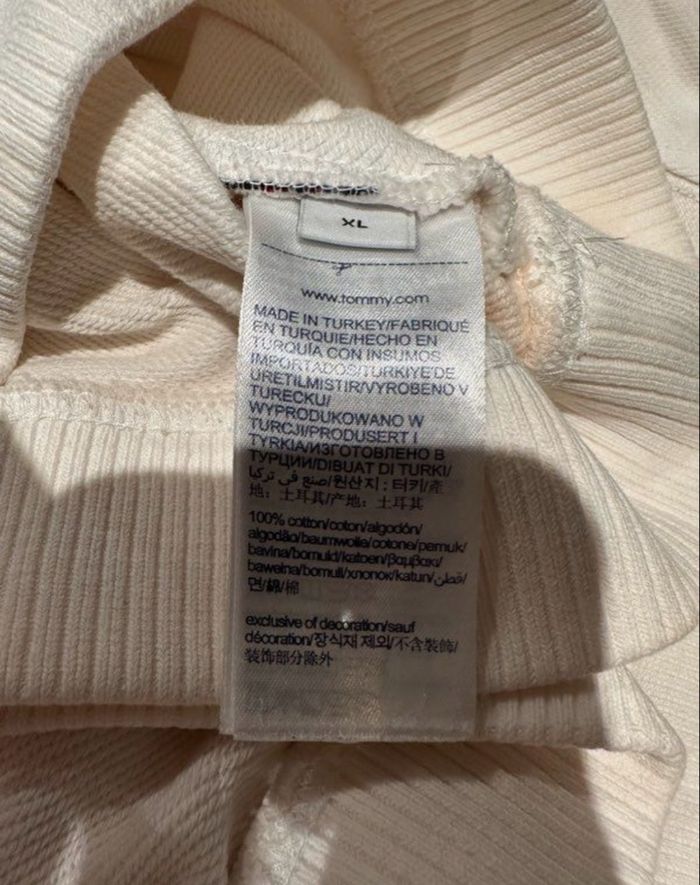 XL
www.tommy.com
MADE IN TURKEY/FABRIQUÉ
EN TURQUIE/HECHO EN
TURQUÍA CON INSUMOS
IMPORTADOS/TURKIYE'DE
ÜRETILMISTIR/VYROBENO V
TURECKU/
WYPRODUKOWANO W
TURCJI/PRODUSERT I
TYRKIA/ИЗГОТОВЛЕНО В
ТУРЦИИ/DIBUAT DI TURKI/
صنع في تركيا/원산지 : 터키/產
地: 土耳其/产地: 土耳其
100% cotton/coton/algodón/
algodão/baumwolle/cotone/pamuk/
bavlna/bomuld/katoen/βαμβακι/
bawełna/bomull/хлопок/katun/قطن/
면/綿/棉
exclusive of decoration/sauf
décoration/장식재 제외/不含裝飾/
装饰部分除外